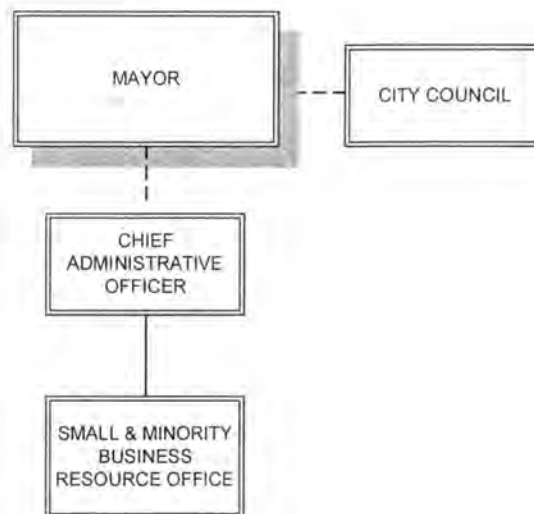 MAYOR
CITY COUNCIL
CHIEF
ADMINISTRATIVE
OFFICER
SMALL & MINORITY
BUSINESS
RESOURCE OFFICE